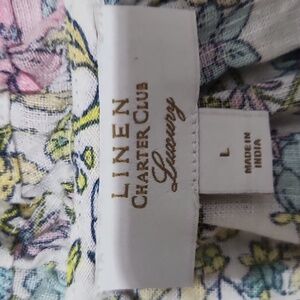 LINEN
CHARTER CLUB
Luxury
L
MADE IN
INDIA